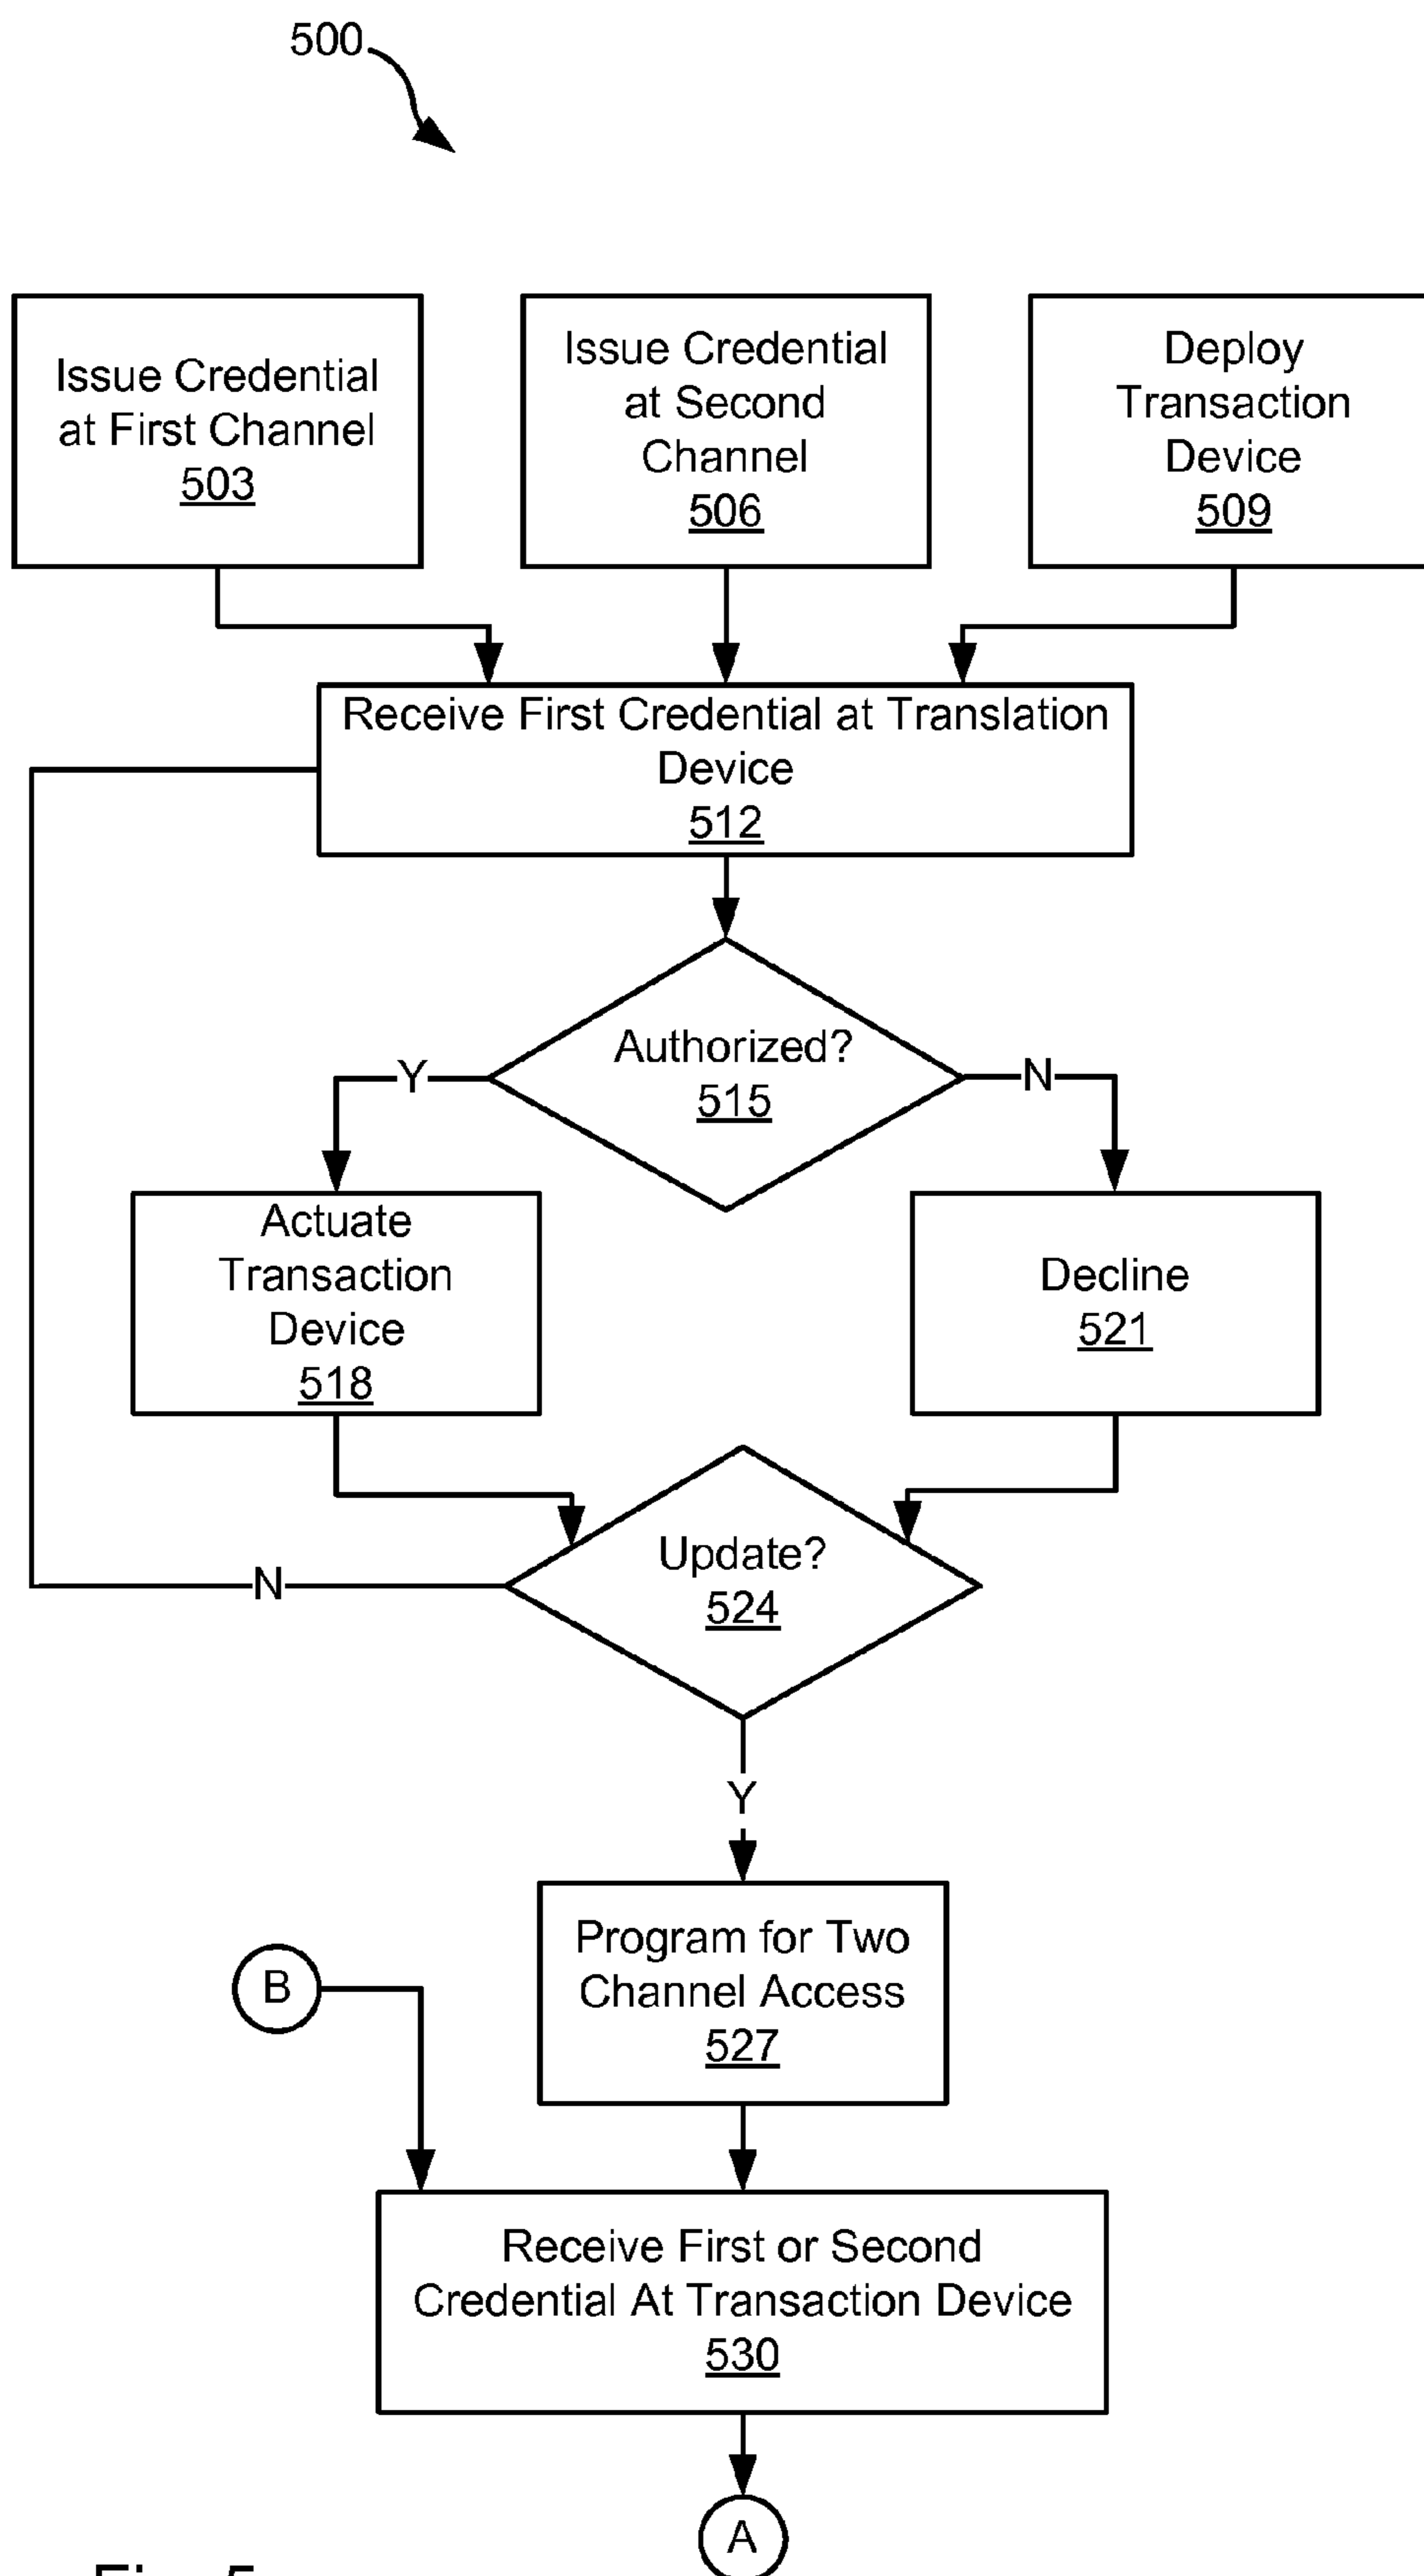 500
Issue Credential
at First Channel
503
Issue Credential
at Second
Channel
506
Deploy
Transaction
Device
509
Receive First Credential at Translation
Device
512
Authorized?
515
Y
N
Actuate
Transaction
Device
518
Decline
521
Update?
524
N
Y
Program for Two
Channel Access
527
B
Receive First or Second
Credential At Transaction Device
530
A